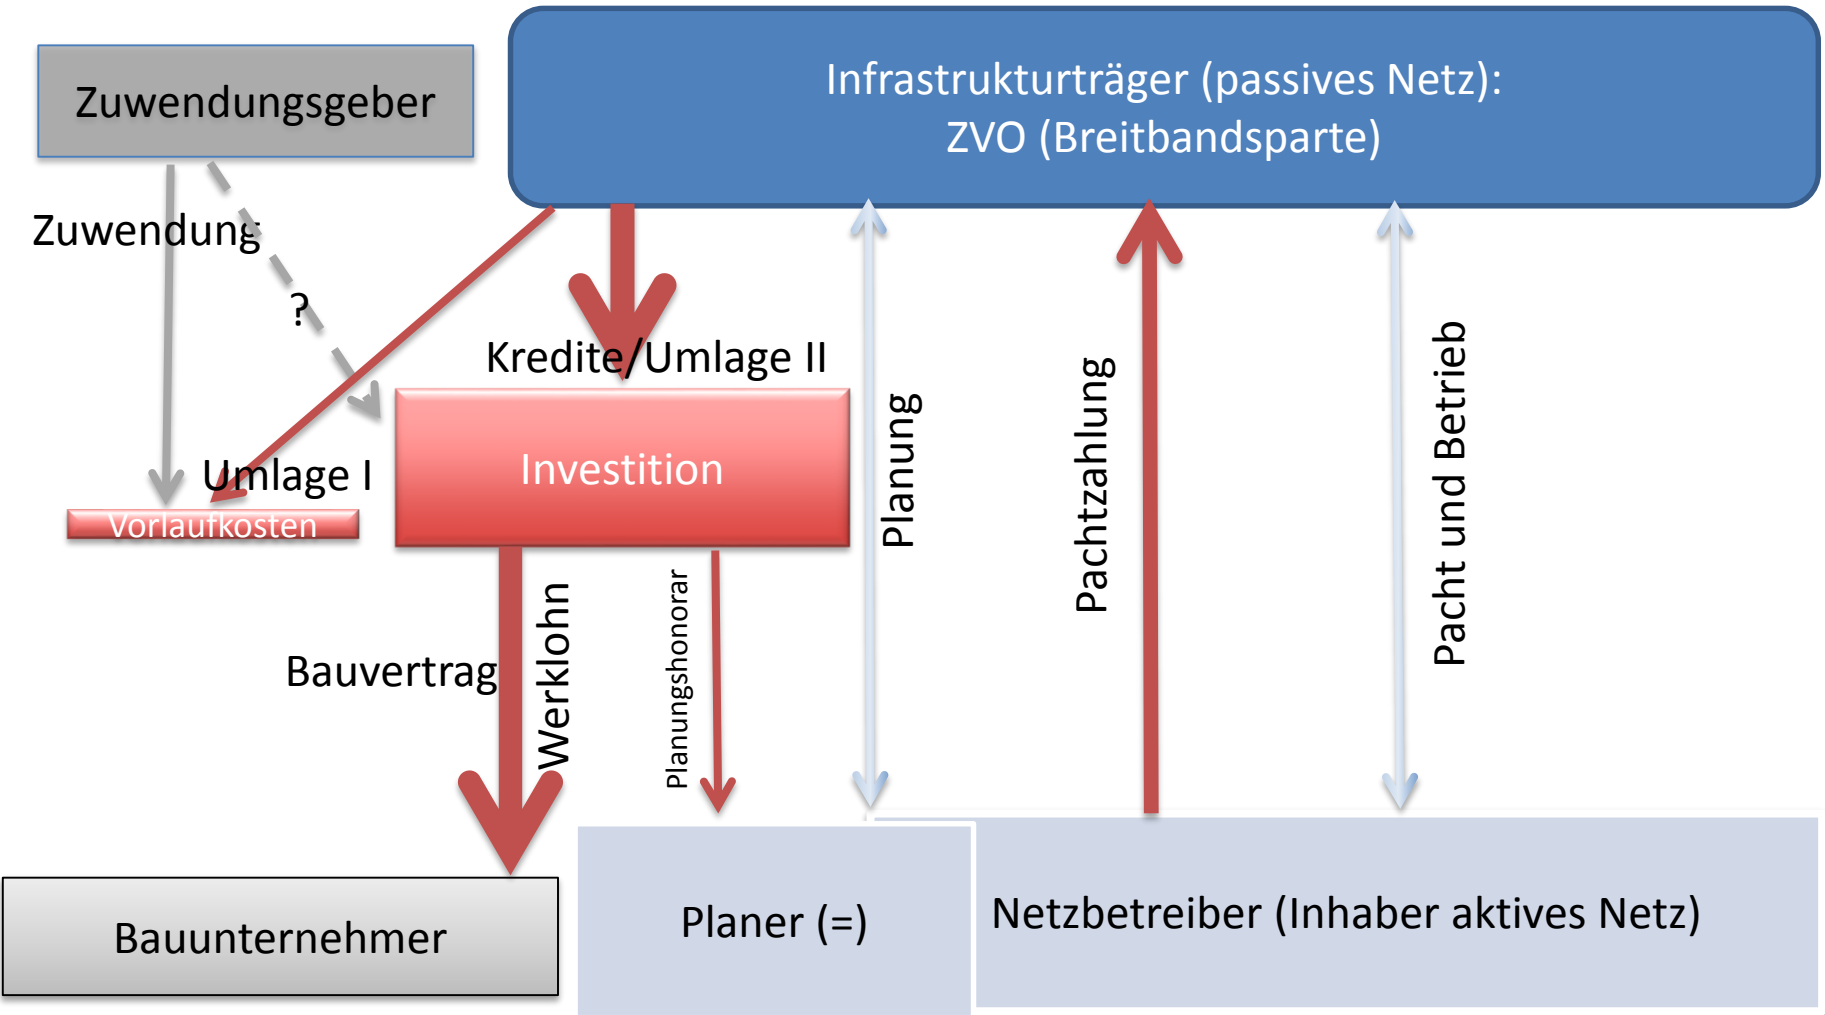 Zuwendungsgeber
Infrastrukturträger (passives Netz):
ZVO (Breitbandsparte)
Zuwendung
?
Kredite/Umlage II
Umlage I
Investition
Vorlaufkosten
Planung
Pachtzahlung
Pacht und Betrieb
Bauvertrag
Werklohn
Planungshonorar
Bauunternehmer
Planer (=)
Netzbetreiber (Inhaber aktives Netz)